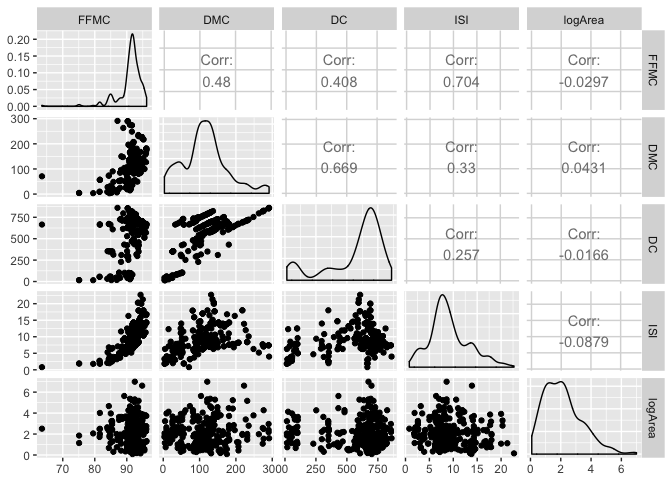 FFMC DMC DC ISI logArea
0.20
0.15
0.10
0.05
0.00
Corr:
0.48
Corr:
0.408
Corr:
0.704
Corr:
-0.0297
FFMC
300
200
100
0
Corr:
0.669
Corr:
0.33
Corr:
0.0431
DMC
750
500
250
0
Corr:
0.257
Corr:
-0.0166
DC
20
15
10
5
0
Corr:
-0.0879
ISI
6
4
2
0
logArea
70 80 90 0 100 200 300 0 250 500 750 0 5 10 15 20 0 2 4 6